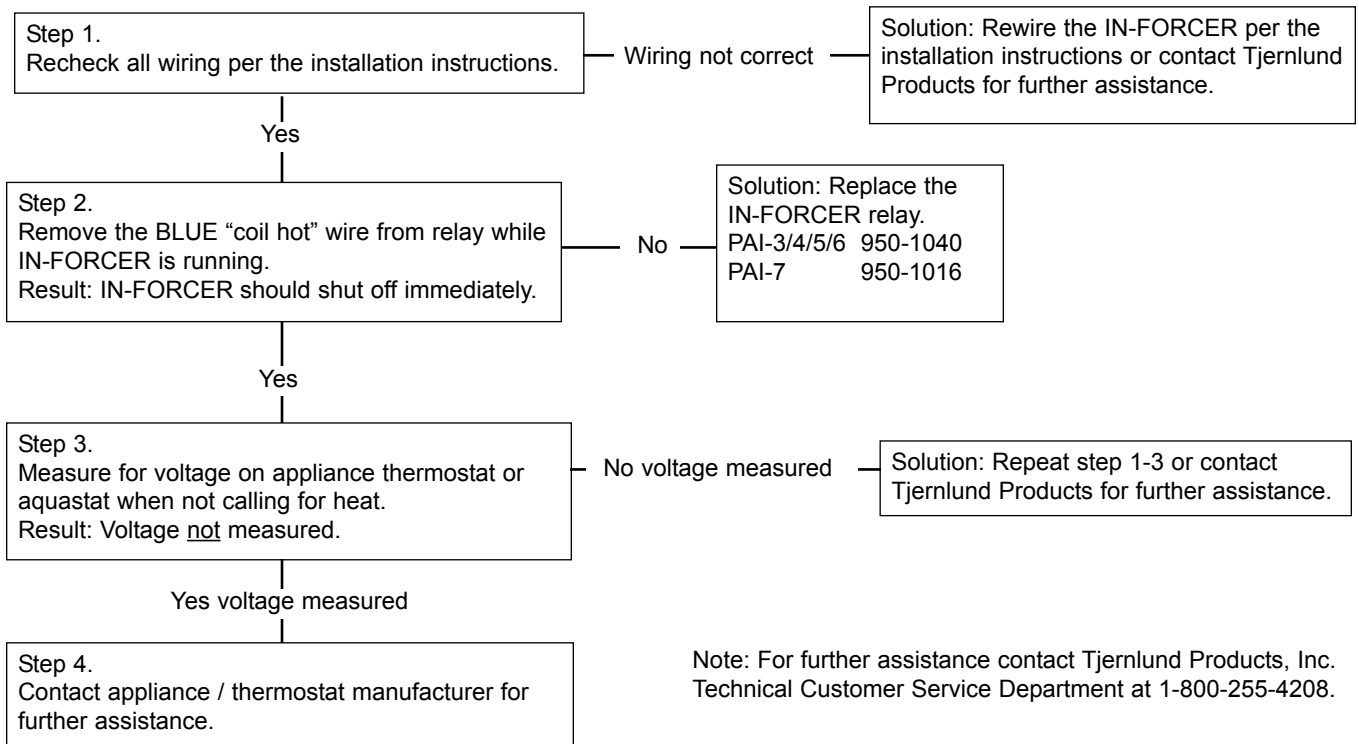 Step 1.
Recheck all wiring per the installation instructions.
Wiring not correct
Solution: Rewire the IN-FORCER per the
installation instructions or contact Tjernlund
Products for further assistance.
Yes
Step 2.
Remove the BLUE “coil hot” wire from relay while
IN-FORCER is running.
Result: IN-FORCER should shut off immediately.
No
Solution: Replace the
IN-FORCER relay.
PAI-3/4/5/6 950-1040
PAI-7 950-1016
Yes
Step 3.
Measure for voltage on appliance thermostat or
aquastat when not calling for heat.
Result: Voltage not measured.
No voltage measured
Solution: Repeat step 1-3 or contact
Tjernlund Products for further assistance.
Yes voltage measured
Step 4.
Contact appliance / thermostat manufacturer for
further assistance.
Note: For further assistance contact Tjernlund Products, Inc.
Technical Customer Service Department at 1-800-255-4208.